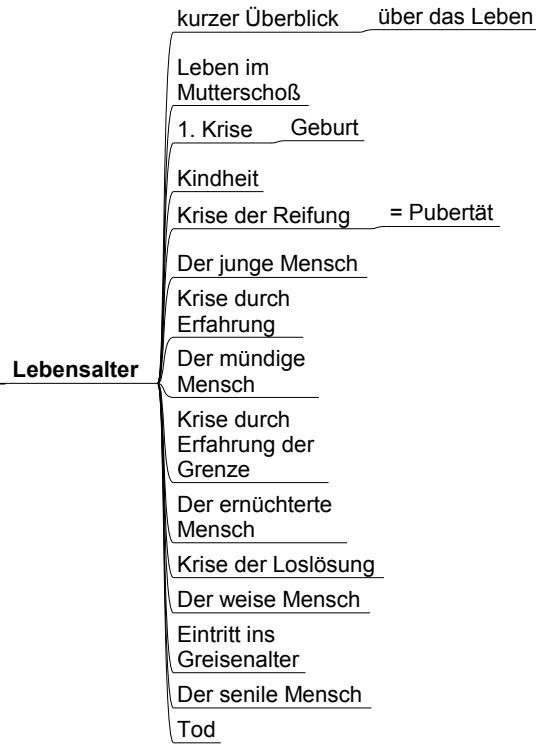 kurzer Überblick über das Leben
Leben im
Mutterschoß
1. Krise Geburt
Kindheit
Krise der Reifung = Pubertät
Der junge Mensch
Krise durch
Erfahrung
Lebensalter
Der mündige
Mensch
Krise durch
Erfahrung der
Grenze
Der ernüchterte
Mensch
Krise der Loslösung
Der weise Mensch
Eintritt ins
Greisenalter
Der senile Mensch
Tod